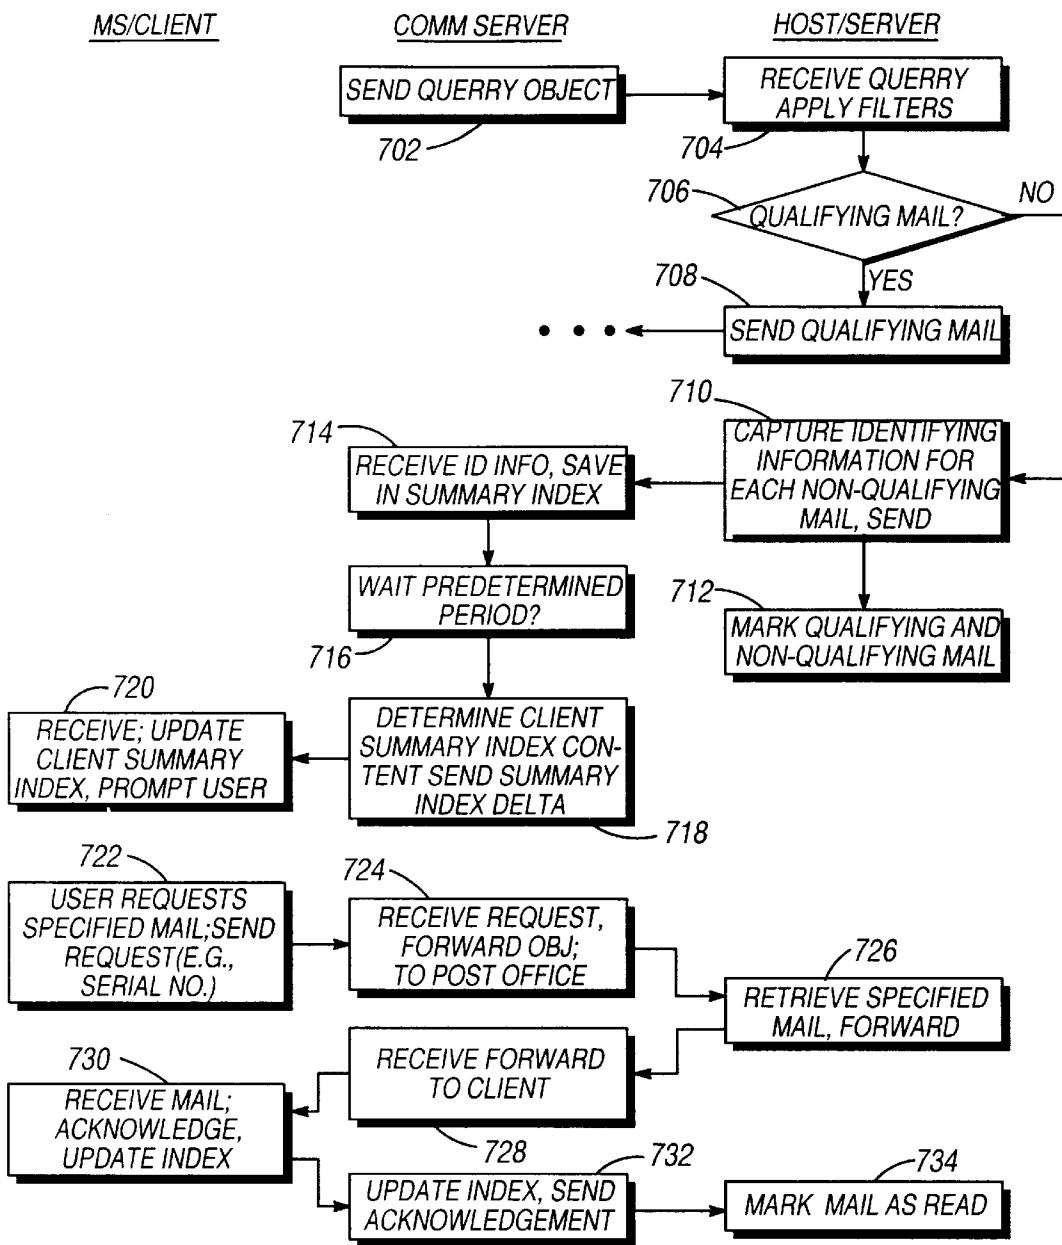 MS/CLIENT
COMM SERVER
HOST/SERVER
SEND QUERRY OBJECT
702
RECEIVE QUERRY
APPLY FILTERS
704
706
QUALIFYING MAIL?
NO
YES
708
SEND QUALIFYING MAIL
710
CAPTURE IDENTIFYING
INFORMATION FOR
EACH NON-QUALIFYING
MAIL, SEND
714
RECEIVE ID INFO, SAVE
IN SUMMARY INDEX
WAIT PREDETERMINED
PERIOD?
716
712
MARK QUALIFYING AND
NON-QUALIFYING MAIL
720
RECEIVE; UPDATE
CLIENT SUMMARY
INDEX, PROMPT USER
DETERMINE CLIENT
SUMMARY INDEX CON-
TENT SEND SUMMARY
INDEX DELTA
718
722
USER REQUESTS
SPECIFIED MAIL;SEND
REQUEST(E.G.,
SERIAL NO.)
724
RECEIVE REQUEST,
FORWARD OBJ;
TO POST OFFICE
726
RETRIEVE SPECIFIED
MAIL, FORWARD
RECEIVE FORWARD
TO CLIENT
728
730
RECEIVE MAIL;
ACKNOWLEDGE,
UPDATE INDEX
732
UPDATE INDEX, SEND
ACKNOWLEDGEMENT
734
MARK MAIL AS READ